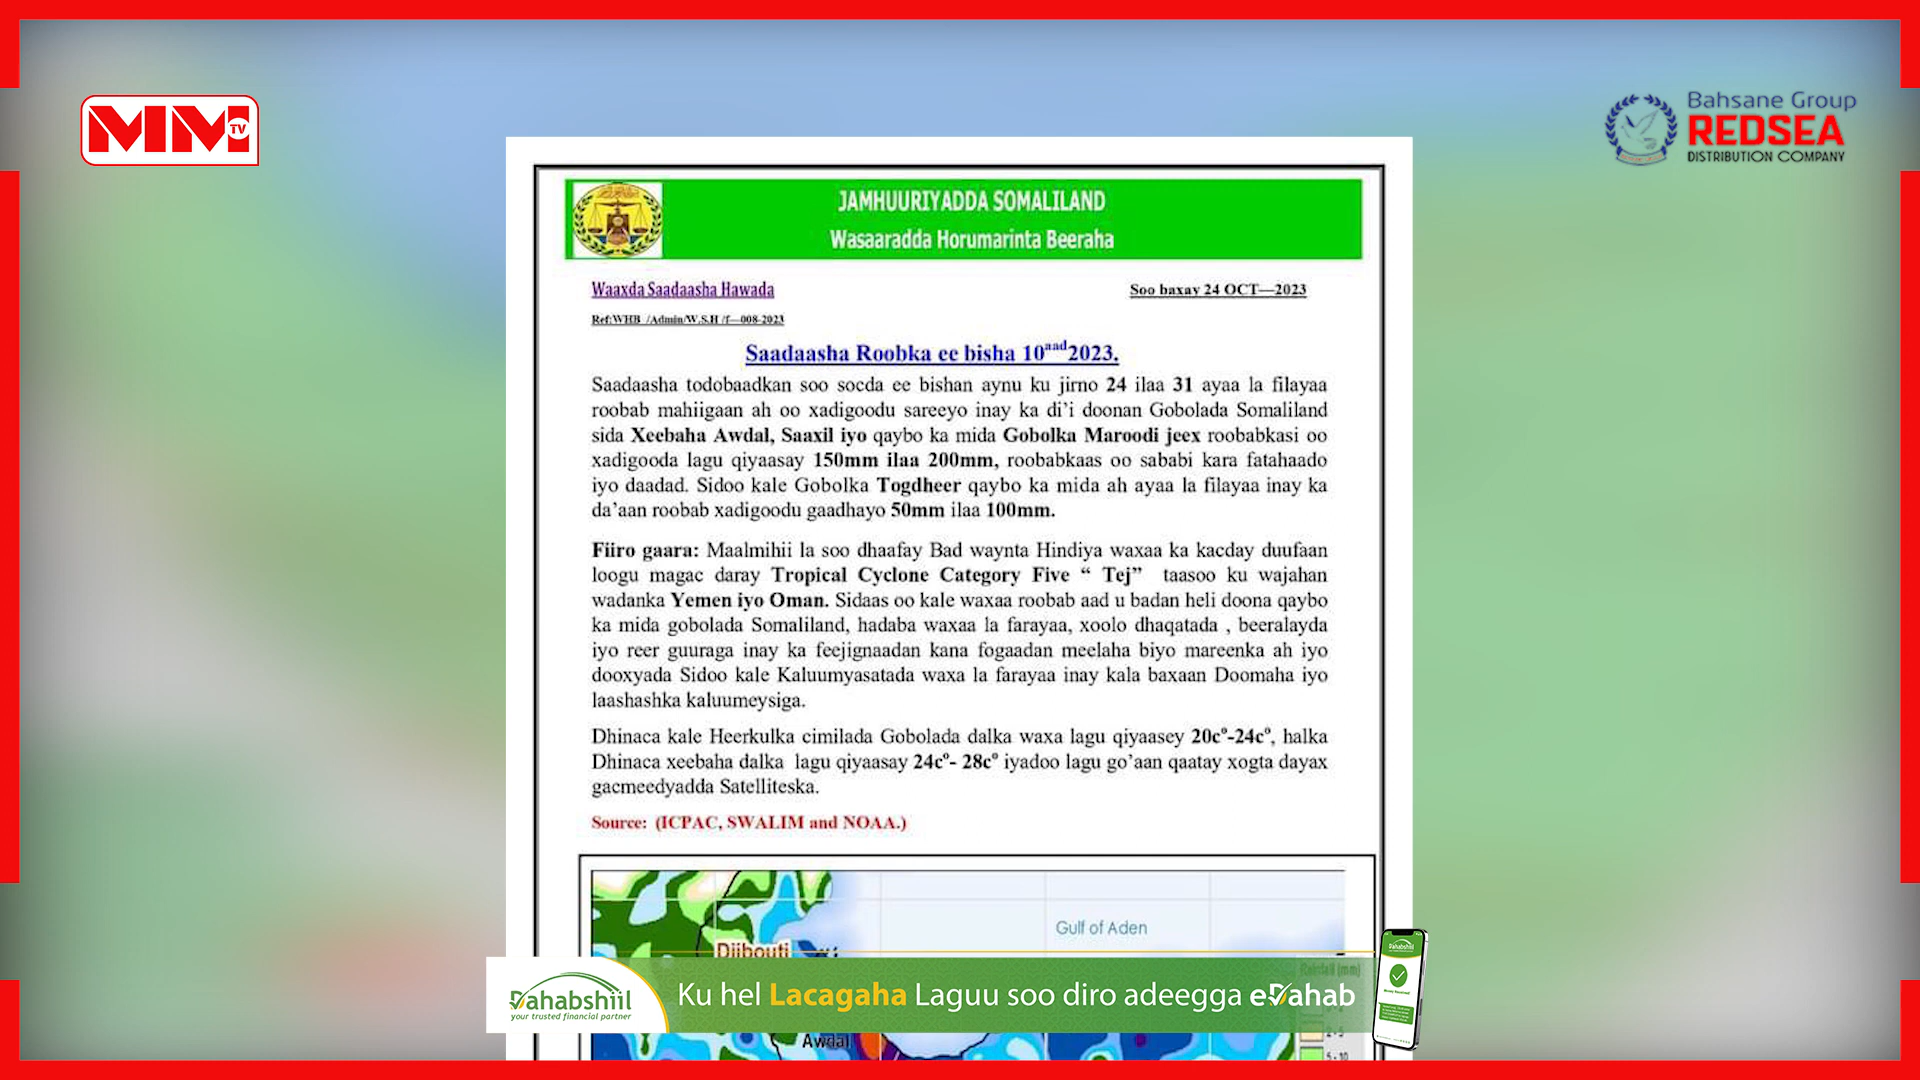 MM TV
Bahsane Group
REDSEA
DISTRIBUTION COMPANY
JAMHUURIYADDA SOMALILAND
Wasaaradda Horumarinta Beeraha
Waaxda Saadaasha Hawada
Soo baxay 24 OCT—2023
Ref:WHB /Admin/W.S.H /f—008-2023
Saadaasha Roobka ee bisha 10aad2023.
Saadaasha todobaadkan soo socda ee bishan aynu ku jirno 24 ilaa 31 ayaa la filayaa
roobab mahiigaan ah oo xadigoodu sareeyo inay ka di’i doonan Gobolada Somaliland
sida Xeebaha Awdal, Saaxil iyo qaybo ka mida Gobolka Maroodi jeex roobabkasi oo
xadigooda lagu qiyaasay 150mm ilaa 200mm, roobabkaas oo sababi kara fatahaado
iyo daadad. Sidoo kale Gobolka Togdheer qaybo ka mida ah ayaa la filayaa inay ka
da’aan roobab xadigoodu gaadhayo 50mm ilaa 100mm.
Fiiro gaara: Maalmihii la soo dhaafay Bad waynta Hindiya waxaa ka kacday duufaan
loogu magac daray Tropical Cyclone Category Five “ Tej” taasoo ku wajahan
wadanka Yemen iyo Oman. Sidaas oo kale waxaa roobab aad u badan heli doona qaybo
ka mida gobolada Somaliland, hadaba waxaa la farayaa, xoolo dhaqatada , beeralayda
iyo reer guuraga inay ka feejignaadan kana fogaadan meelaha biyo mareenka ah iyo
dooxyada Sidoo kale Kaluumyasatada waxa la farayaa inay kala baxaan Doomaha iyo
laashashka kaluumeysiga.
Dhinaca kale Heerkulka cimilada Gobolada dalka waxa lagu qiyaasey 20cº-24cº, halka
Dhinaca xeebaha dalka lagu qiyaasay 24cº- 28cº iyadoo lagu go’aan qaatay xogta dayax
gacmeedyadda Satelliteska.
Source: (ICPAC, SWALIM and NOAA.)
Gulf of Aden
Djibouti
Rainfall (mm)
Dahabshiil
your trusted financial partner
Ku hel Lacagaha Laguu soo diro adeegga eDahab
Dahabshiil
Awdal
2-5
5-10